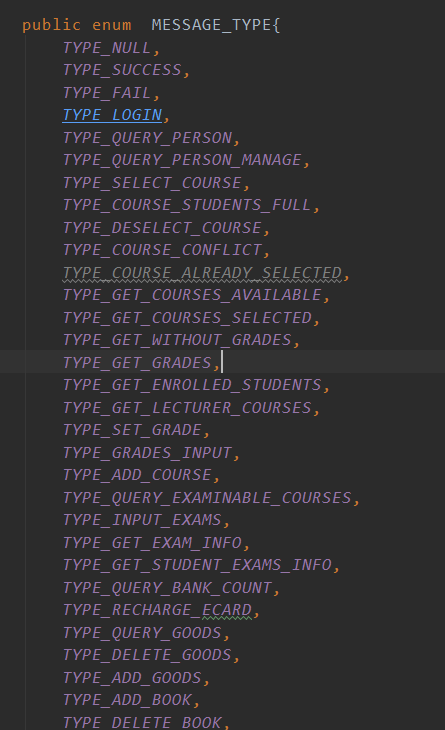 public enum  MESSAGE_TYPE{
TYPE_NULL,
TYPE_SUCCESS,
TYPE_FAIL,
TYPE_LOGIN,
TYPE_QUERY_PERSON,
TYPE_QUERY_PERSON_MANAGE,
TYPE_SELECT_COURSE,
TYPE_COURSE_STUDENTS_FULL,
TYPE_DESELECT_COURSE,
TYPE_COURSE_CONFLICT,
TYPE_COURSE_ALREADY_SELECTED,
TYPE_GET_COURSES_AVAILABLE,
TYPE_GET_COURSES_SELECTED,
TYPE_GET_WITHOUT_GRADES,
TYPE_GET_GRADES,
TYPE_GET_ENROLLED_STUDENTS,
TYPE_GET_LECTURER_COURSES,
TYPE_SET_GRADE,
TYPE_GRADES_INPUT,
TYPE_ADD_COURSE,
TYPE_QUERY_EXAMINABLE_COURSES,
TYPE_INPUT_EXAMS,
TYPE_GET_EXAM_INFO,
TYPE_GET_STUDENT_EXAMS_INFO,
TYPE_QUERY_BANK_COUNT,
TYPE_RECHARGE_ECARD,
TYPE_QUERY_GOODS,
TYPE_DELETE_GOODS,
TYPE_ADD_GOODS,
TYPE_ADD_BOOK,
TYPE_DELETE_BOOK,